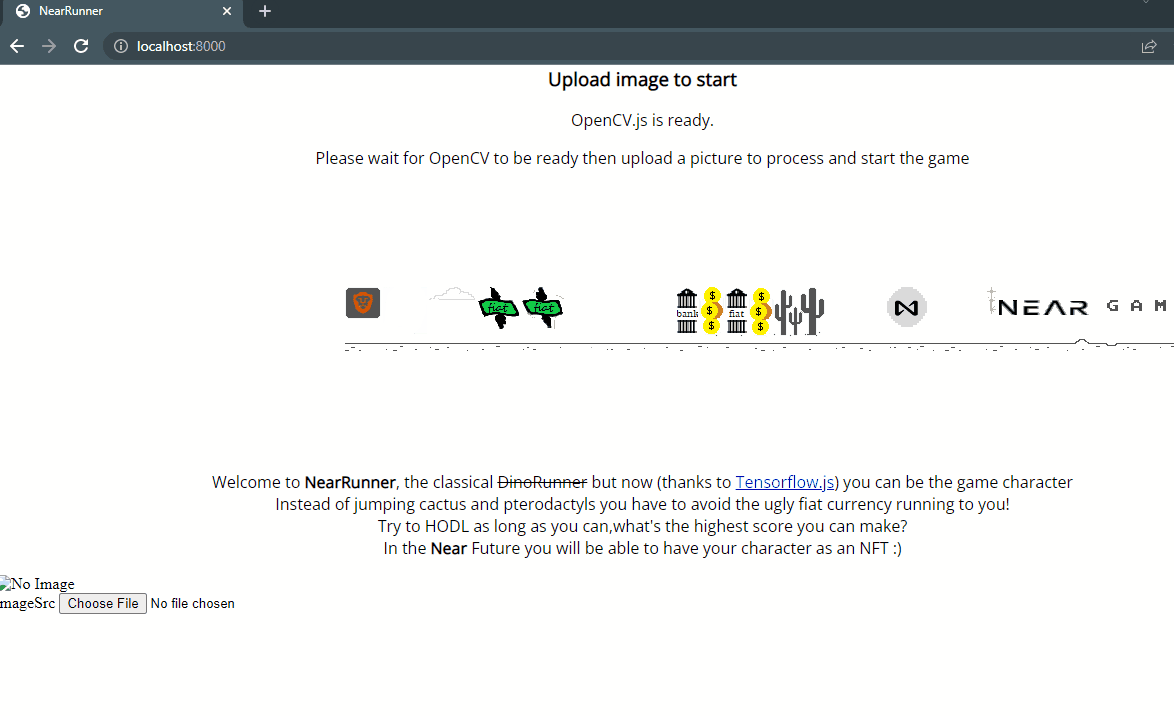 NearRunner
localhost:8000
Upload image to start
OpenCV.js is ready.
Please wait for OpenCV to be ready then upload a picture to process and start the game
fiat fiat
bank fiat
NEAR GAM
$ $ $ $ $ $
Welcome to NearRunner, the classical DinoRunner but now (thanks to Tensorflow.js) you can be the game character
Instead of jumping cactus and pterodactyls you have to avoid the ugly fiat currency running to you!
Try to HODL as long as you can,what's the highest score you can make?
In the Near Future you will be able to have your character as an NFT :)
No Image
mageSrc Choose File No file chosen